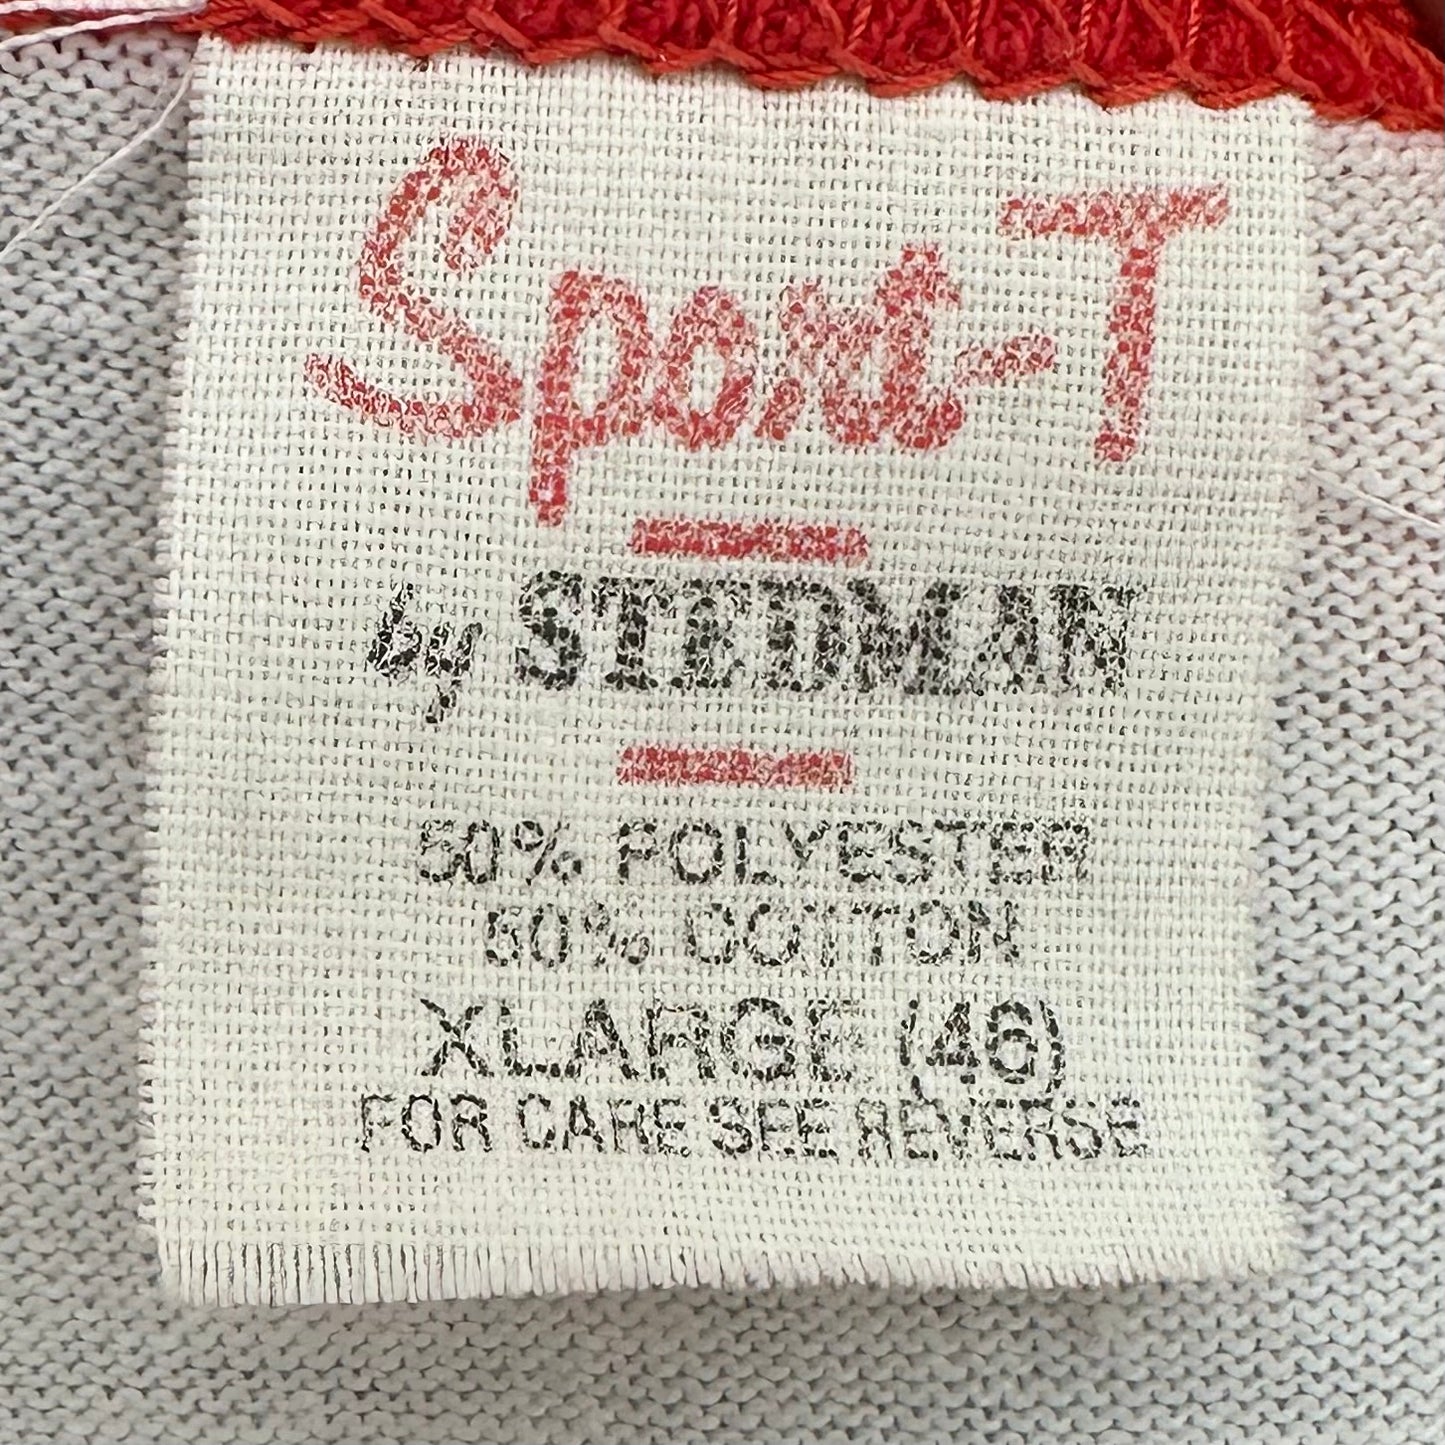 Sport-T
by STEDMAN
50% POLYESTER
50% COTTON
XLARGE (46)
FOR CARE SEE REVERSE